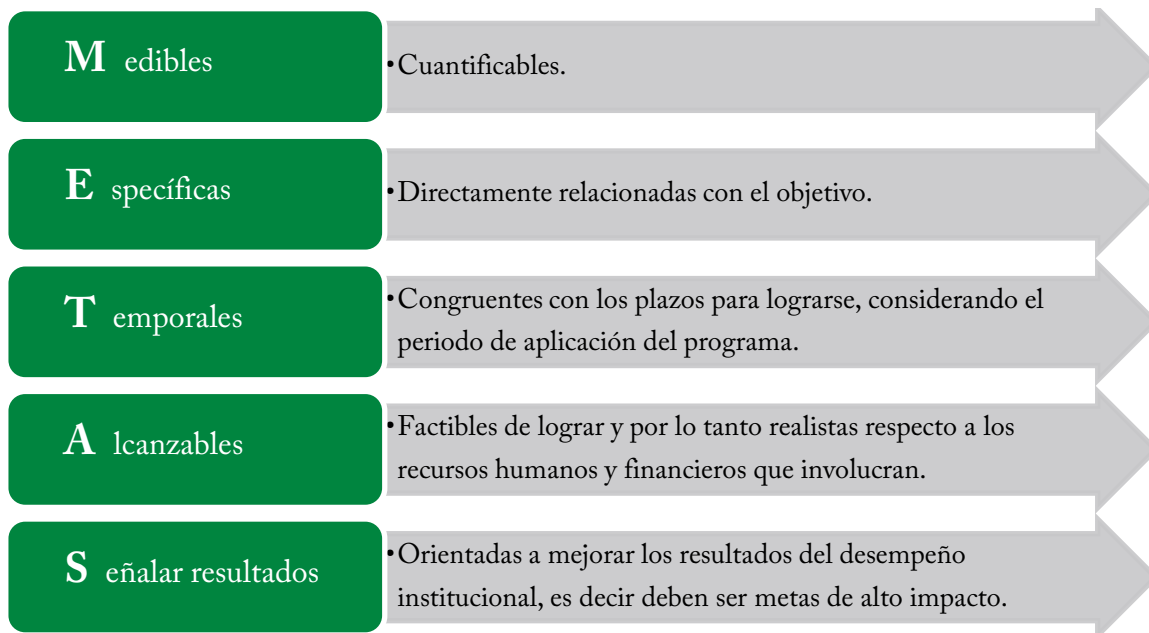 M edibles
•Cuantificables.
E specíficas
•Directamente relacionadas con el objetivo.
T emporales
•Congruentes con los plazos para lograrse, considerando el
periodo de aplicación del programa.
A lcanzables
•Factibles de lograr y por lo tanto realistas respecto a los
recursos humanos y financieros que involucran.
S eñalar resultados
•Orientadas a mejorar los resultados del desempeño
institucional, es decir deben ser metas de alto impacto.